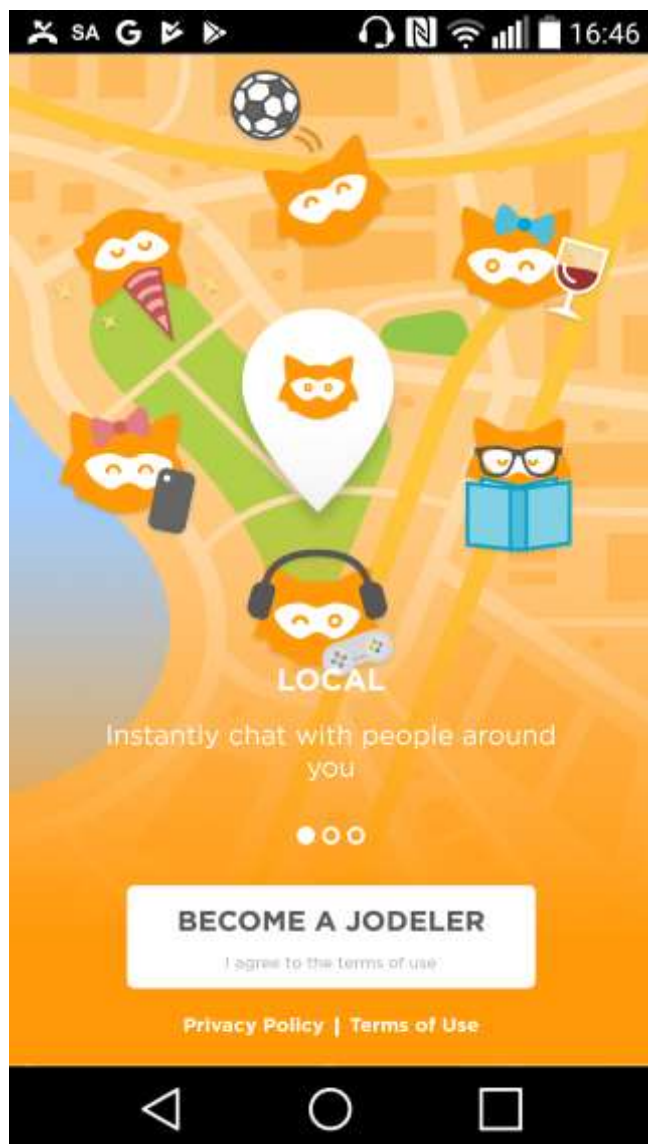 SA G 16:46
LOCAL
Instantly chat with people around
you
BECOME A JODELER
I agree to the terms of use
Privacy Policy | Terms of Use